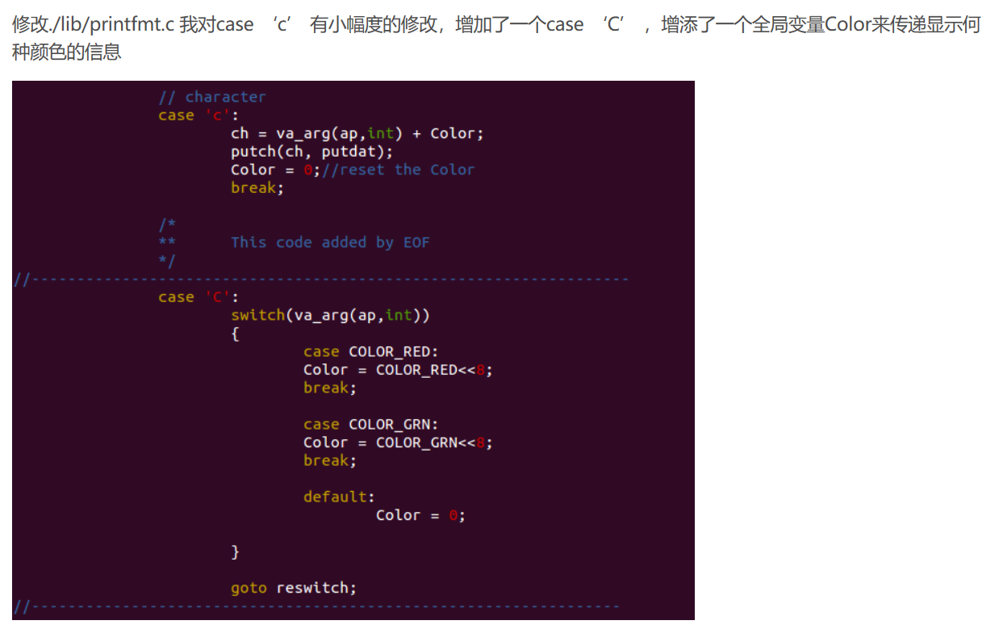 修改./lib/printfmt.c 我对case ‘c’ 有小幅度的修改，增加了一个case ‘C’ ，增添了一个全局变量Color来传递显示何
种颜色的信息
// character
case 'c':
ch = va_arg(ap,int) + Color;
putch(ch, putdat);
Color = 0;//reset the Color
break;
/*
** This code added by EOF
*/
//------------------------------------------------------------------
case 'C':
switch(va_arg(ap,int))
{
case COLOR_RED:
Color = COLOR_RED<<8;
break;
case COLOR_GRN:
Color = COLOR_GRN<<8;
break;
default:
Color = 0;
}
goto reswitch;
//-----------------------------------------------------------------